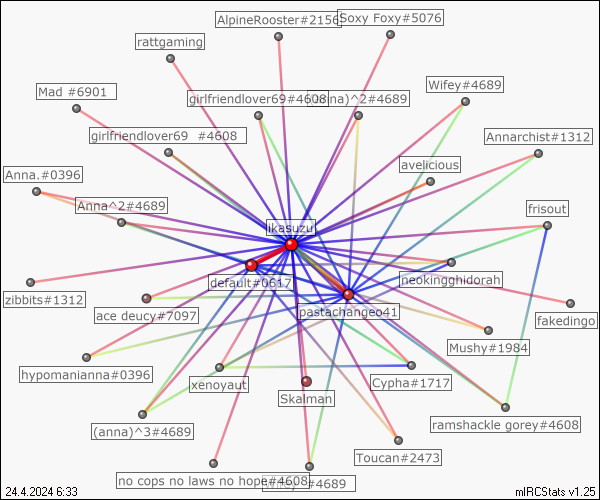 AlpineRooster#2156
Soxy Foxy#5076
rattgaming
Mad #6901
girlfriendlover69#4608
(anna)^2#4689
Wifey#4689
girlfriendlover69 #4608
Annarchist#1312
Anna.#0396
avelicious
Anna^2#4689
frisout
ikasuzu
default#0617
neokingghidorah
zibbits#1312
ace deucy#7097
pastachangeo41
fakedingo
Mushy#1984
hypomanianna#0396
xenoyaut
Cypha#1717
Skalman
(anna)^3#4689
ramshackle gorey#4608
Toucan#2473
no cops no laws no hope#4608
#4689
24.4.2024 6:33
mIRCStats v1.25